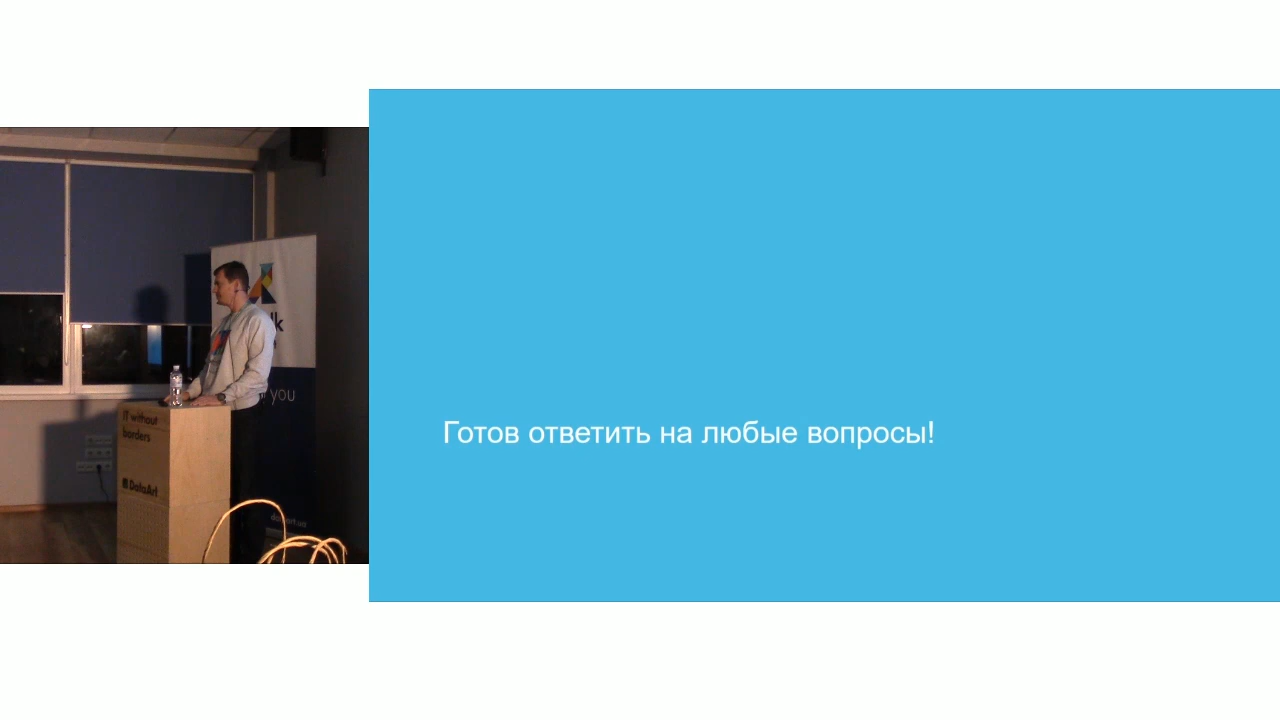 you
IT without
borders
DataArt
Готов ответить на любые вопросы!